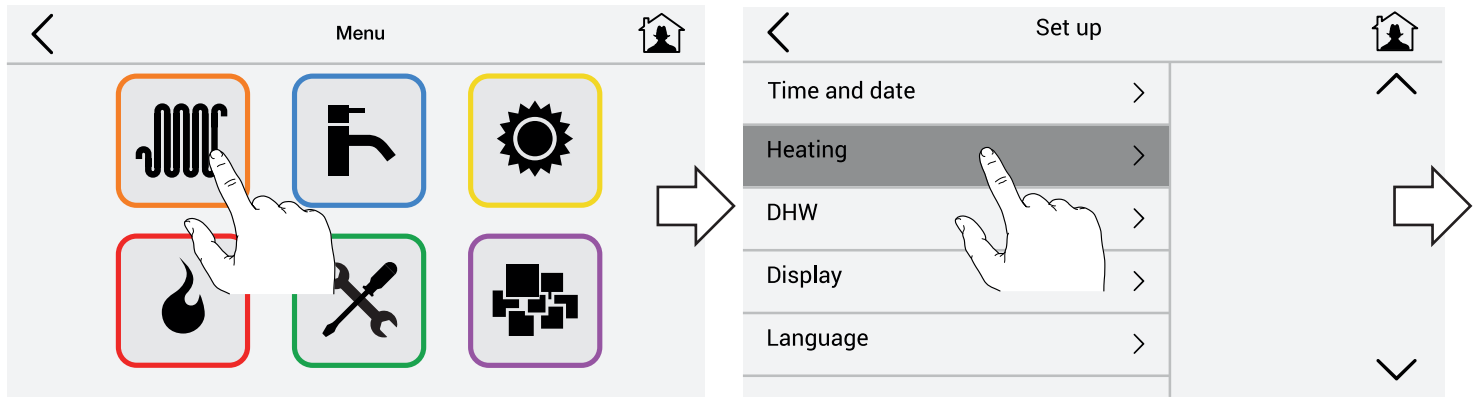 Menu
Set up
Time and date
Heating
DHW
Display
Language